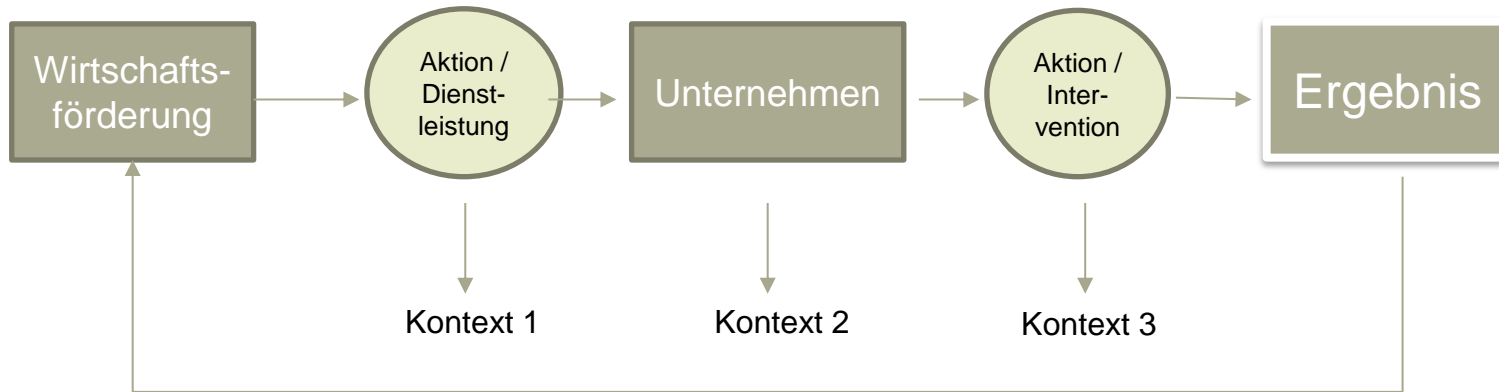 Wirtschafts-
förderung
Aktion /
Dienst-
leistung
Unternehmen
Aktion /
Inter-
vention
Ergebnis
Kontext 1
Kontext 2
Kontext 3